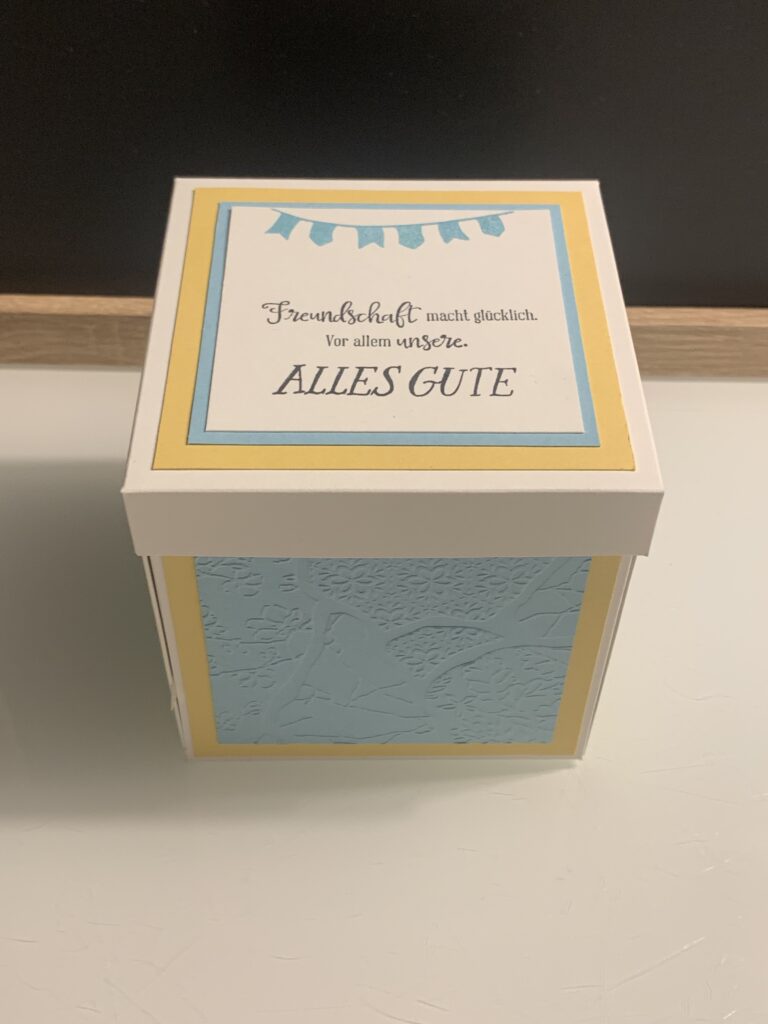 Freundschaft macht glücklich.
Vor allem unsere.
ALLES GUTE